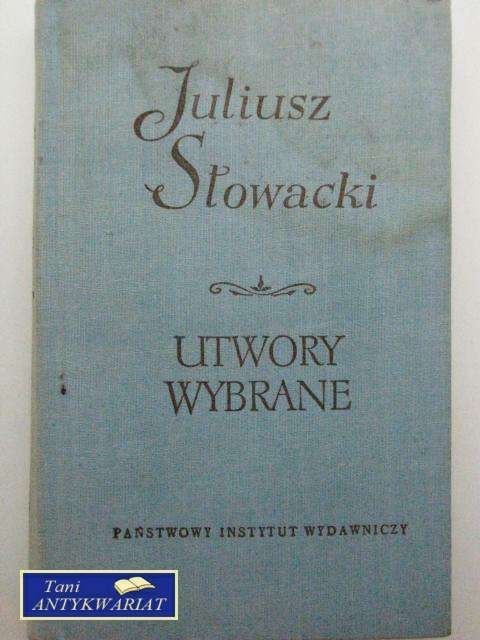 Juliusz
Słowacki
UTWORY
WYBRANE
PAŃSTWOWY INSTYTUT WYDAWNICZY
Tani
ANTYKWARIAT